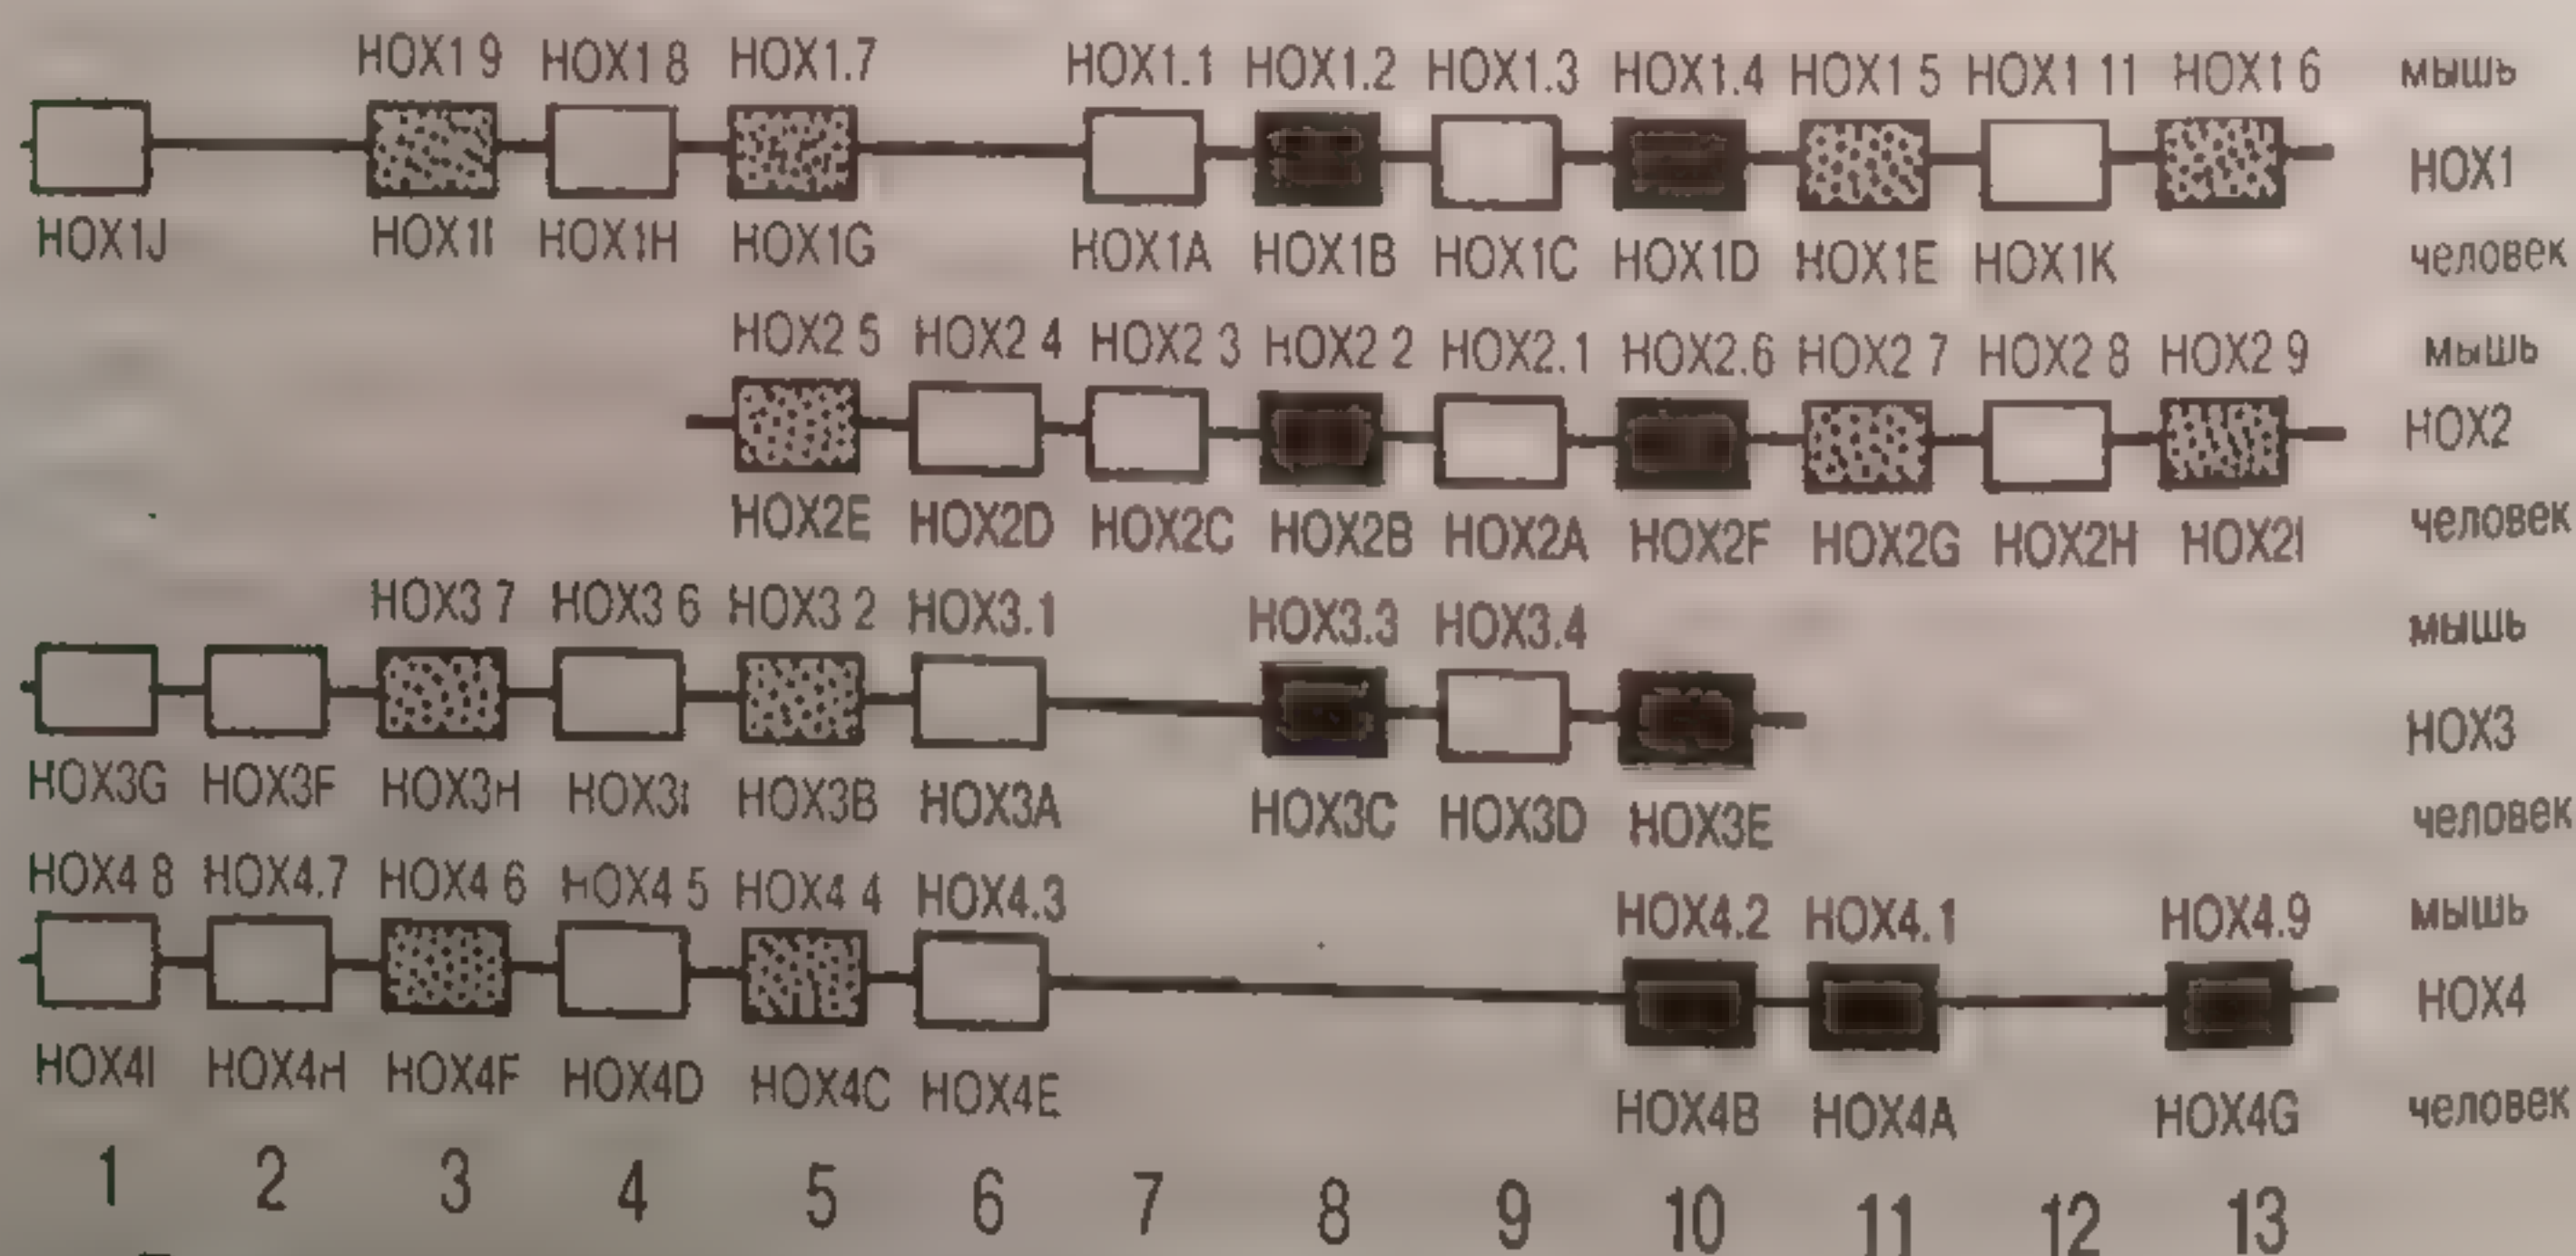 HOX1 9 HOX1 8 HOX1.7 HOX1.1 HOX1.2 HOX1.3 HOX1.4 HOX1 5 HOX1 11 HOX1 6 мышь
HOX1
HOX1J HOX1I HOX1H HOX1G HOX1A HOX1B HOX1C HOX1D HOX1E HOX1K человек
HOX2 5 HOX2 4 HOX2 3 HOX2 2 HOX2.1 HOX2.6 HOX2 7 HOX2 8 HOX2 9 мышь
HOX2
HOX2E HOX2D HOX2C HOX2B HOX2A HOX2F HOX2G HOX2H HOX2I человек
HOX3 7 HOX3 6 HOX3 2 HOX3.1 HOX3.3 HOX3.4 мышь
HOX3
HOX3G HOX3F HOX3H HOX3I HOX3B HOX3A HOX3C HOX3D HOX3E человек
HOX4 8 HOX4.7 HOX4 6 HOX4 5 HOX4 4 HOX4.3 HOX4.2 HOX4.1 HOX4.9 мышь
HOX4
HOX4I HOX4H HOX4F HOX4D HOX4C HOX4E HOX4B HOX4A HOX4G человек
1 2 3 4 5 6 7 8 9 10 11 12 13